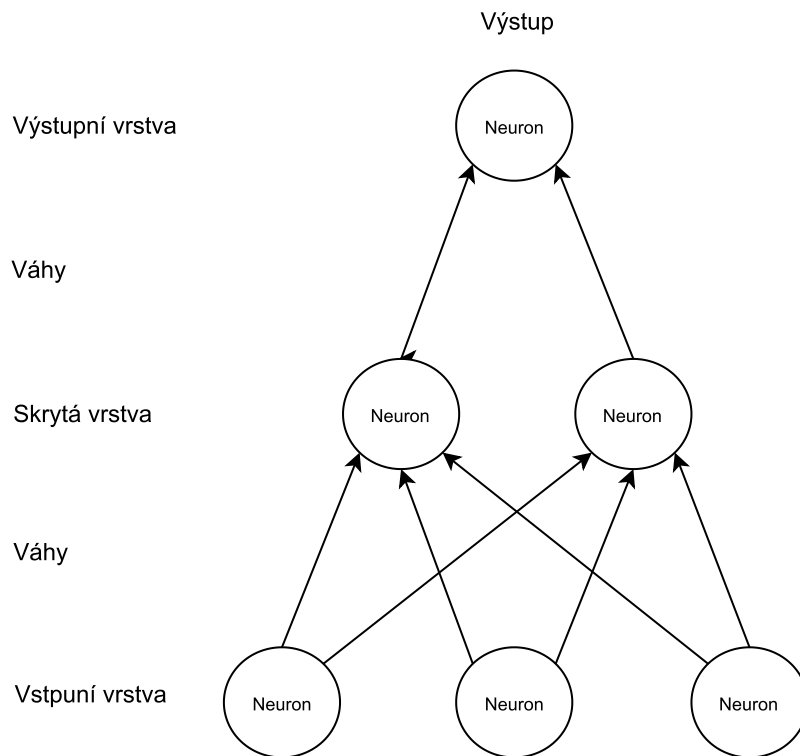 Výstup
Výstupní vrstva
Neuron
Váhy
Skrytá vrstva
Neuron
Neuron
Váhy
Vstpuní vrstva
Neuron
Neuron
Neuron